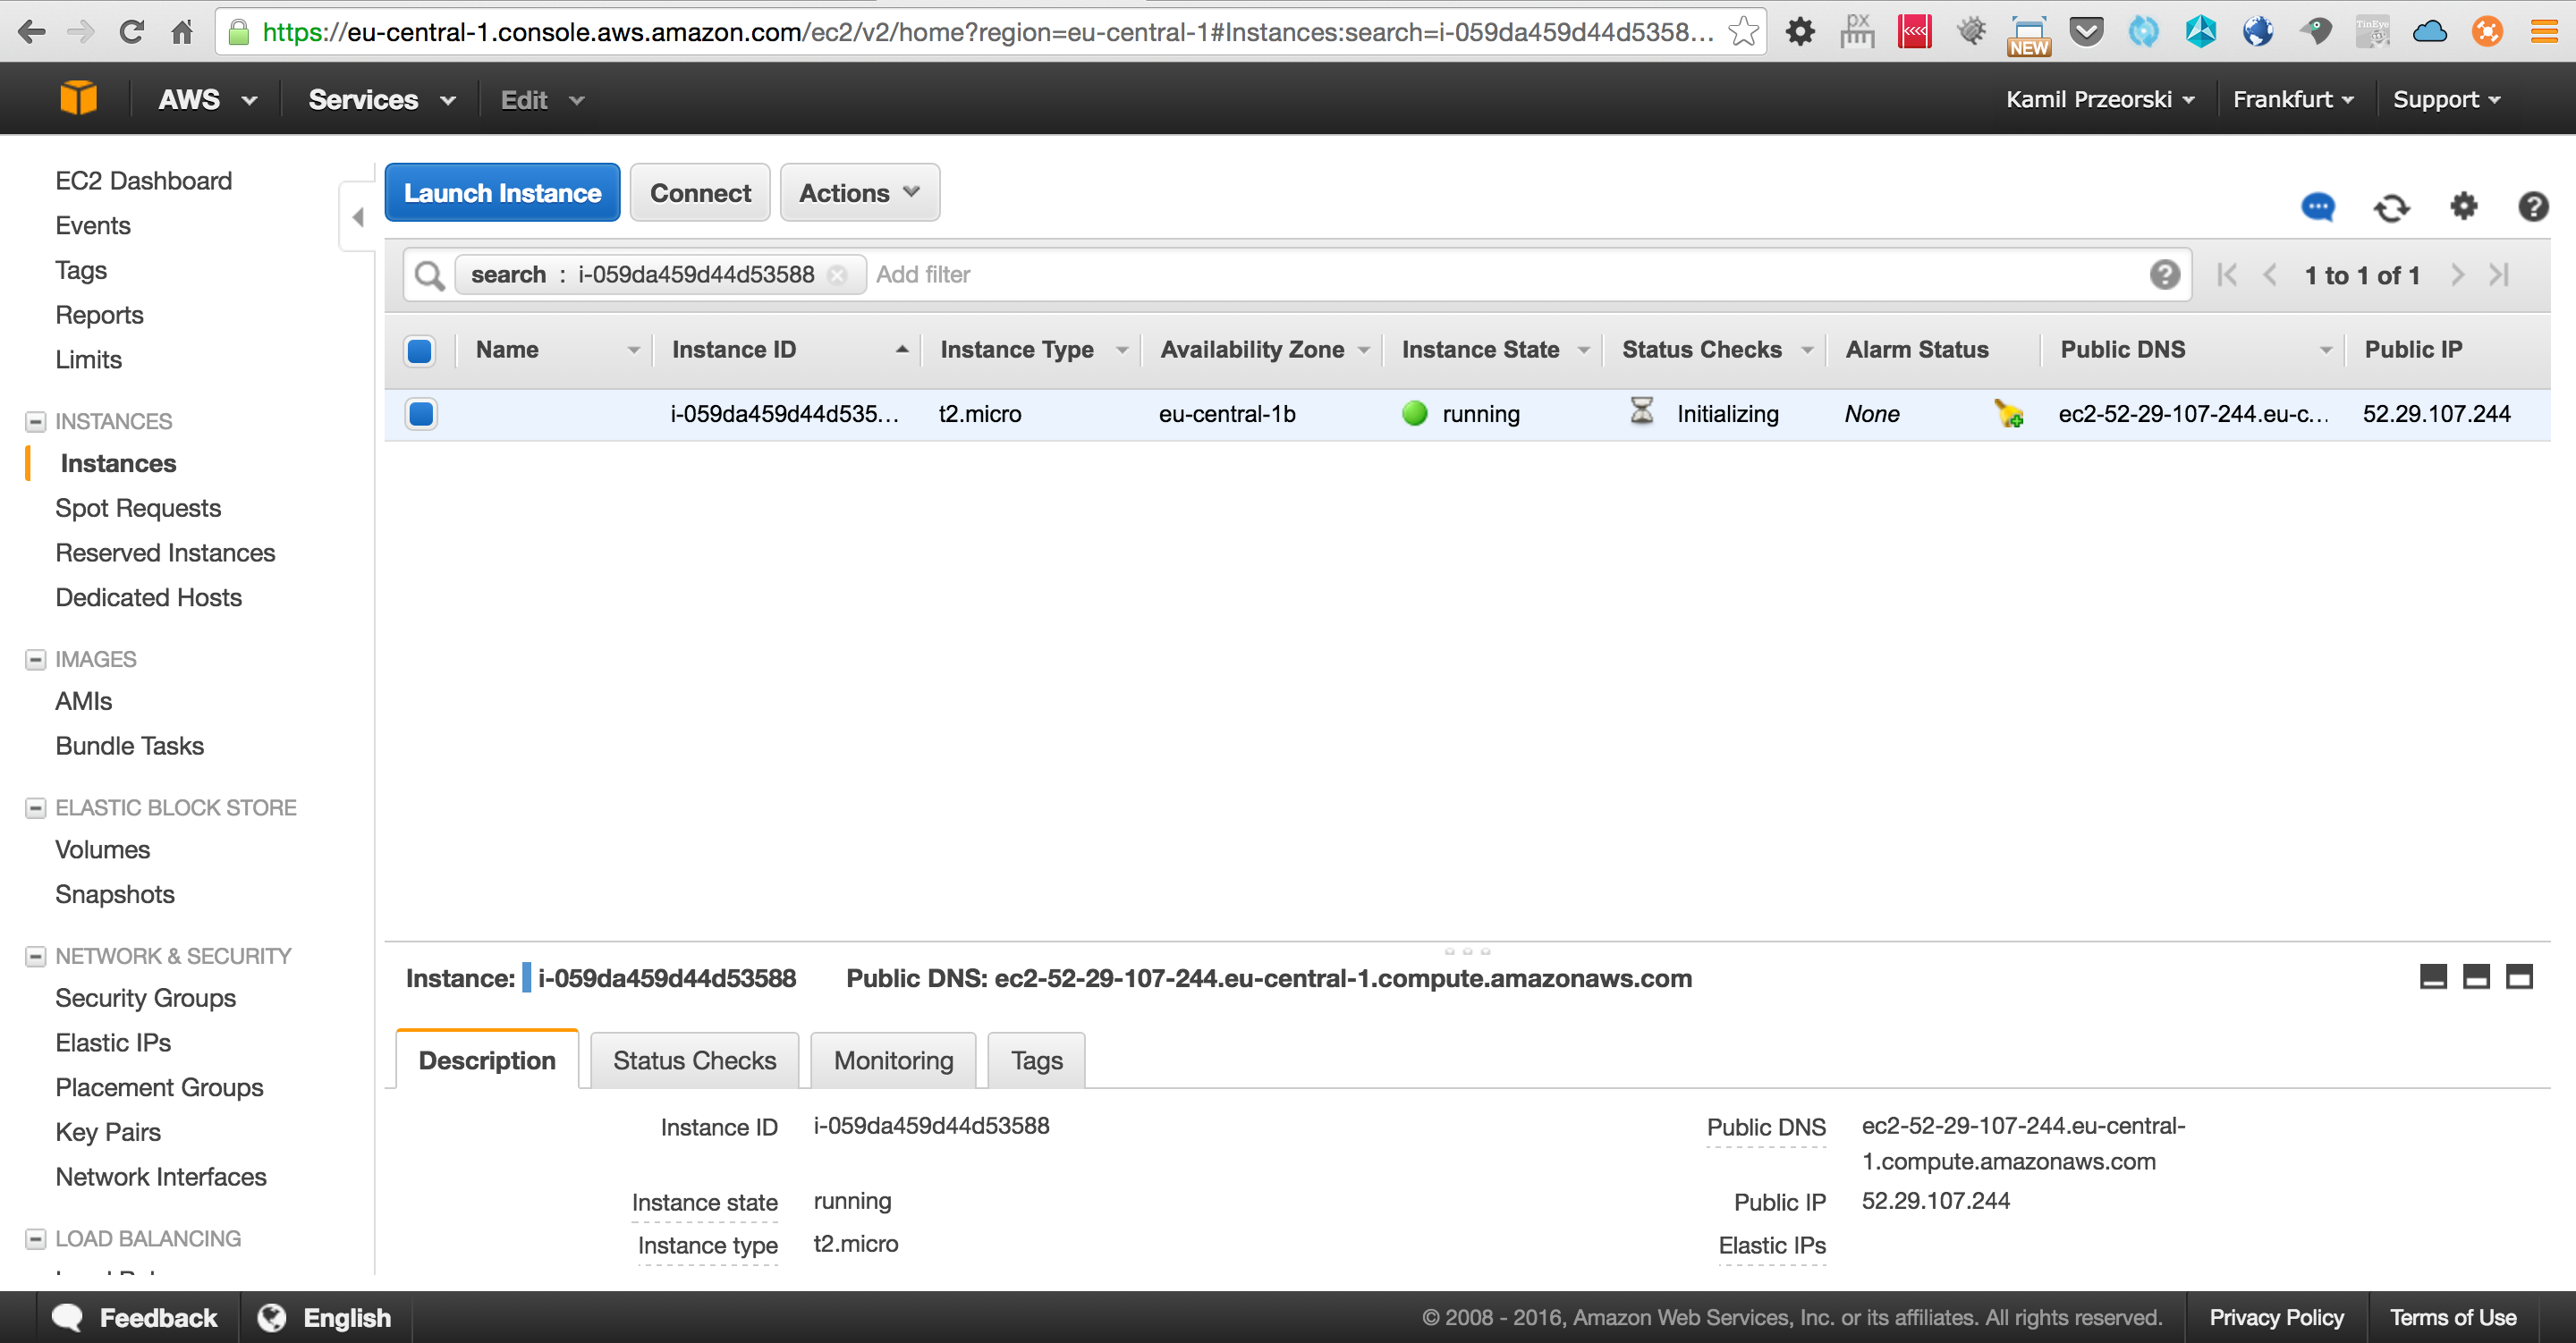 https://eu-central-1.console.aws.amazon.com/ec2/v2/home?region=eu-central-1#Instances:search=i-059da459d44d5358...
px
NEW
TinEye
AWS Services Edit Kamil Przeorski Frankfurt Support
EC2 Dashboard
Events
Tags
Reports
Limits
INSTANCES
Instances
Spot Requests
Reserved Instances
Dedicated Hosts
IMAGES
AMIs
Bundle Tasks
ELASTIC BLOCK STORE
Volumes
Snapshots
NETWORK & SECURITY
Security Groups
Elastic IPs
Placement Groups
Key Pairs
Network Interfaces
LOAD BALANCING
Launch Instance Connect Actions
search : i-059da459d44d53588 Add filter 1 to 1 of 1
Name Instance ID Instance Type Availability Zone Instance State Status Checks Alarm Status Public DNS Public IP
i-059da459d44d535... t2.micro eu-central-1b running Initializing None ec2-52-29-107-244.eu-c... 52.29.107.244
Instance: i-059da459d44d53588 Public DNS: ec2-52-29-107-244.eu-central-1.compute.amazonaws.com
Description Status Checks Monitoring Tags
Instance ID i-059da459d44d53588 Public DNS ec2-52-29-107-244.eu-central-
1.compute.amazonaws.com
Instance state running Public IP 52.29.107.244
Instance type t2.micro Elastic IPs
Feedback English © 2008 - 2016, Amazon Web Services, Inc. or its affiliates. All rights reserved. Privacy Policy Terms of Use